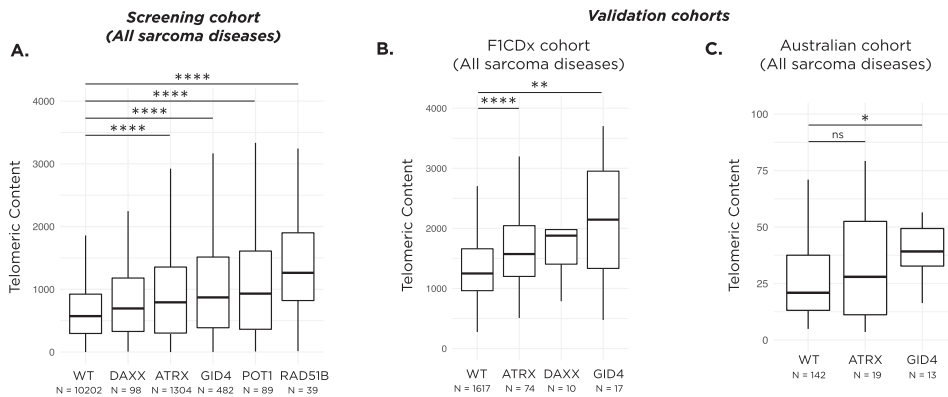 Screening cohort
(All sarcoma diseases)
Validation cohorts
A.
Telomeric Content
4000
3000
2000
1000
0
****
****
****
****
WT DAXX ATRX GID4 POT1 RAD51B
N = 10202 N = 98 N = 1304 N = 482 N = 89 N = 39
B.
F1CDx cohort
(All sarcoma diseases)
Telomeric Content
4000
3000
2000
1000
0
**
****
WT ATRX DAXX GID4
N = 1617 N = 74 N = 10 N = 17
C.
Australian cohort
(All sarcoma diseases)
Telomeric Content
100
75
50
25
0
*
ns
WT ATRX GID4
N = 142 N = 19 N = 13